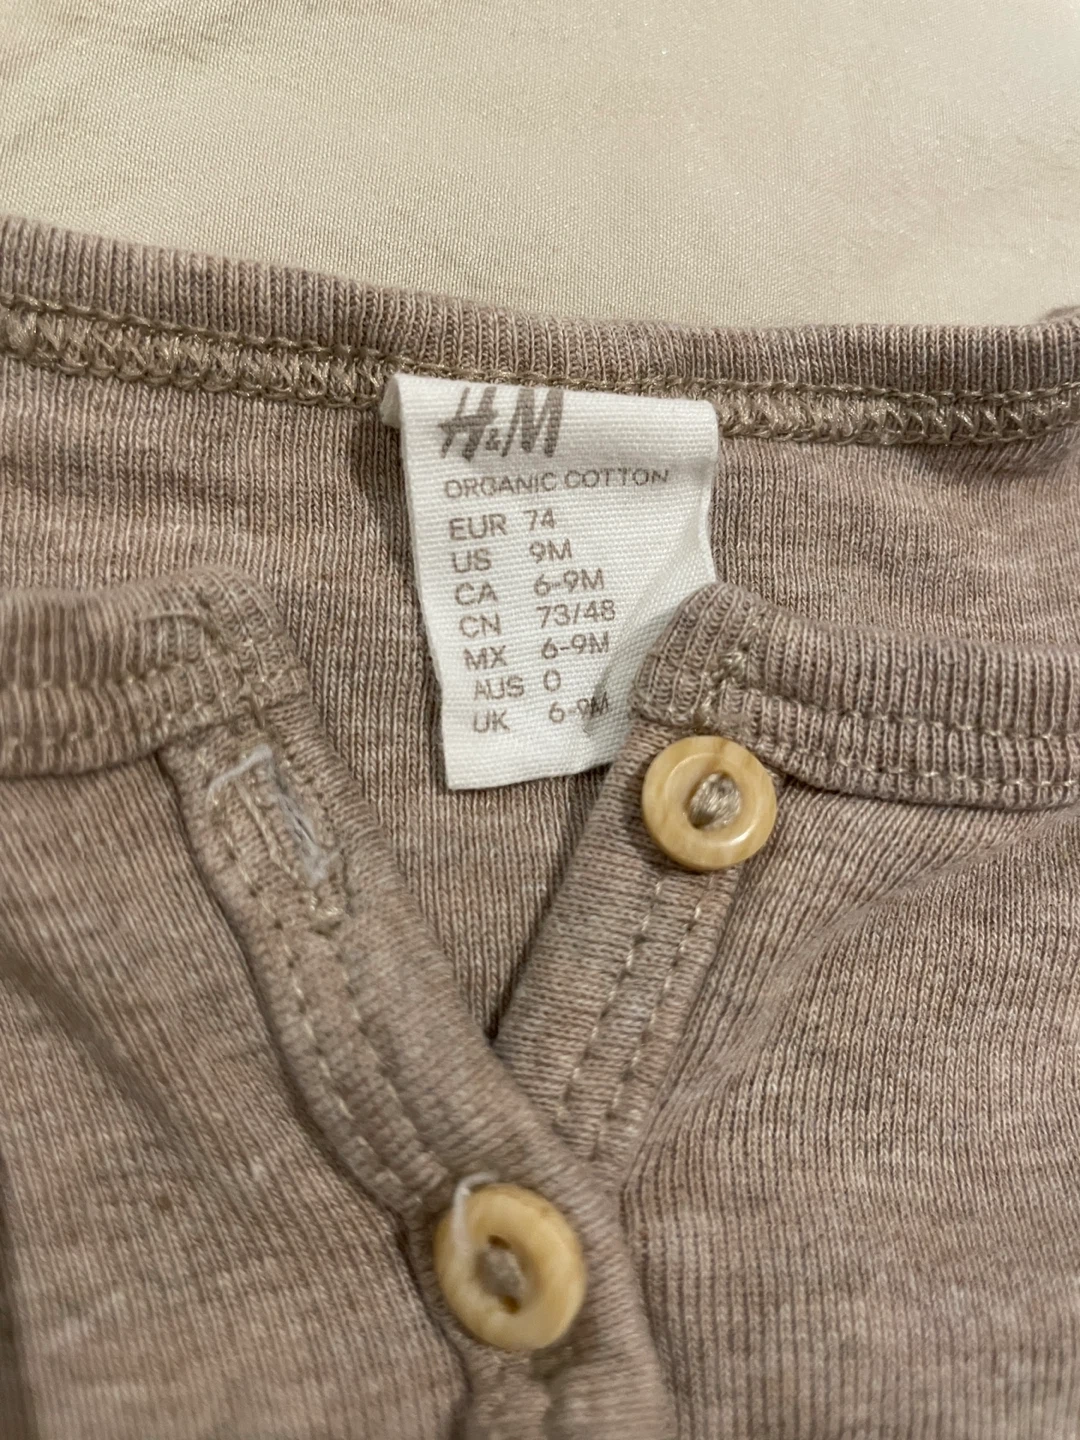 H&M
ORGANIC COTTON
EUR 74
US 9M
CA 6-9M
CN 73/48
MX 6-9M
AUS 0
UK 6-9M